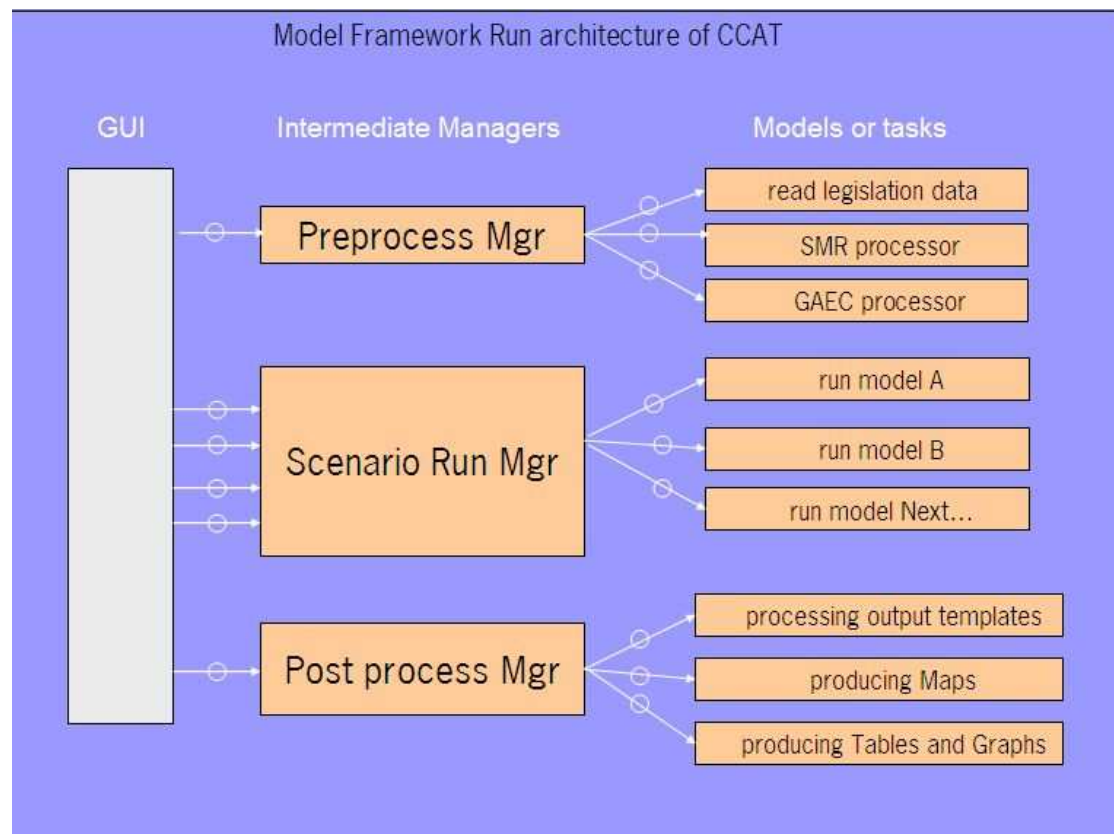 Model Framework Run architecture of CCAT
GUI
Intermediate Managers
Models or tasks
Preprocess Mgr
read legislation data
SMR processor
GAEC processor
Scenario Run Mgr
run model A
run model B
run model Next...
Post process Mgr
processing output templates
producing Maps
producing Tables and Graphs